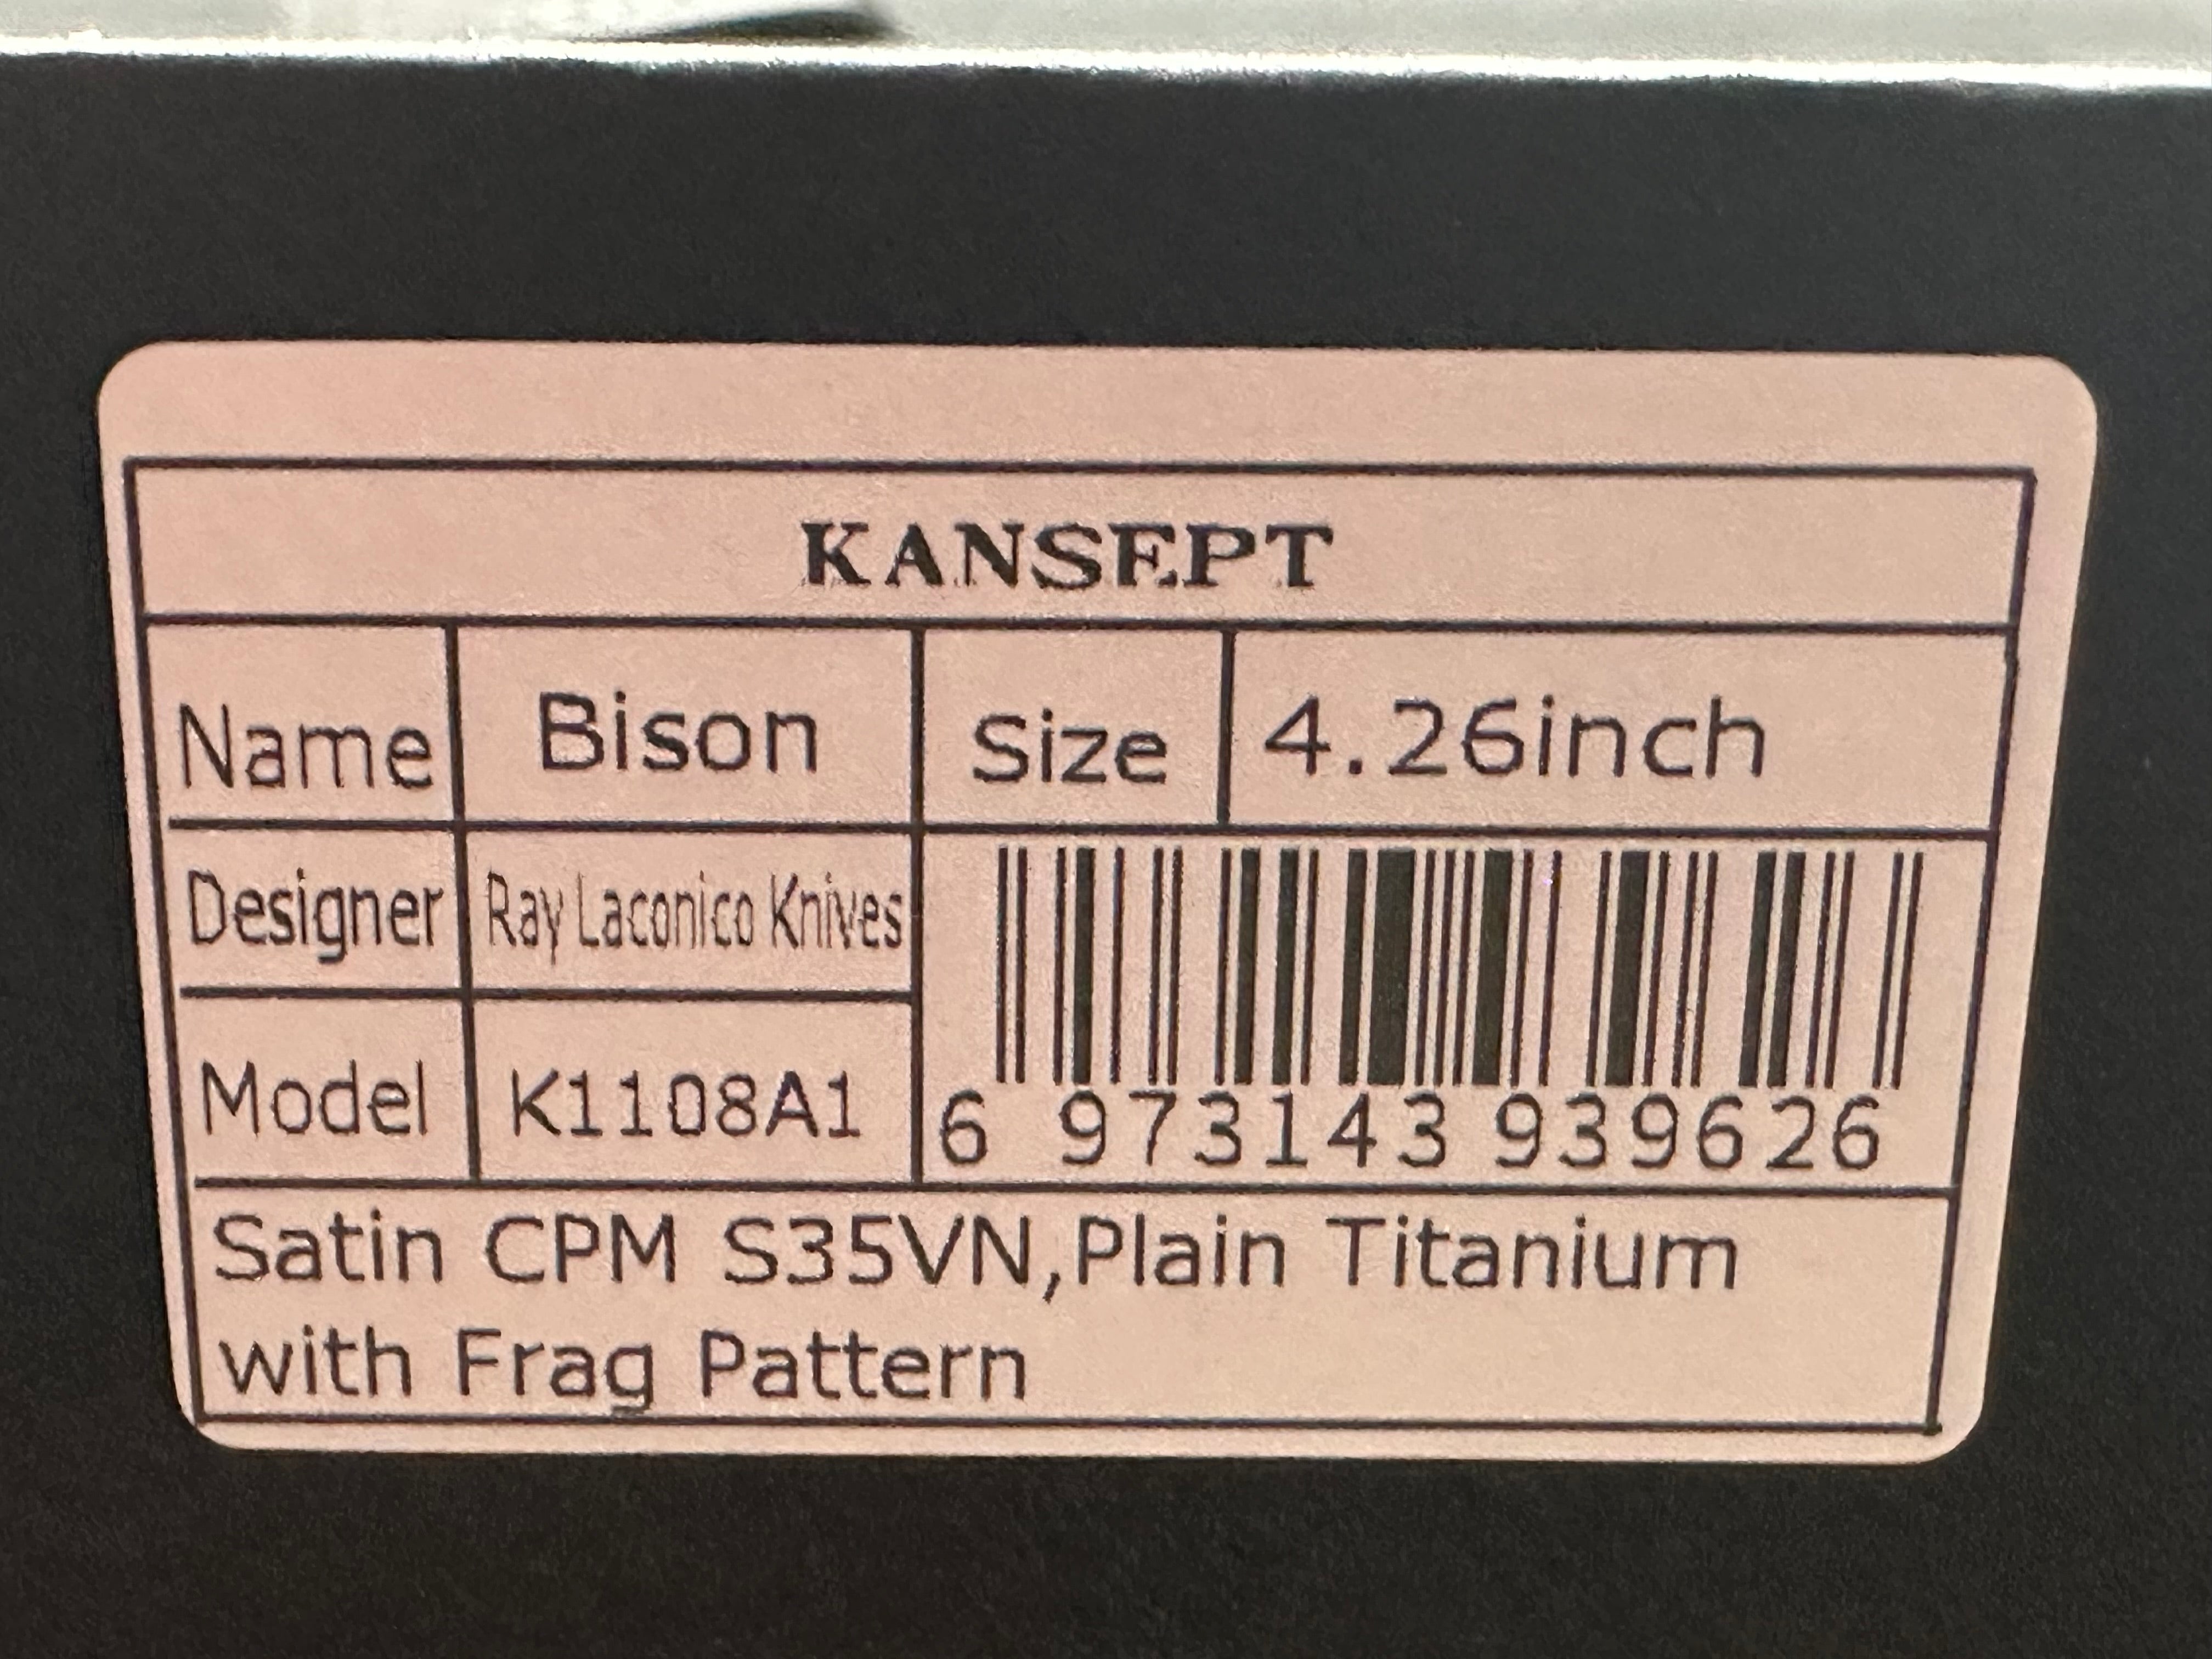 KANSEPT
Name Bison Size 4.26inch
Designer Ray Laconico Knives
Model K1108A1
6 973143 939626
Satin CPM S35VN,Plain Titanium
with Frag Pattern